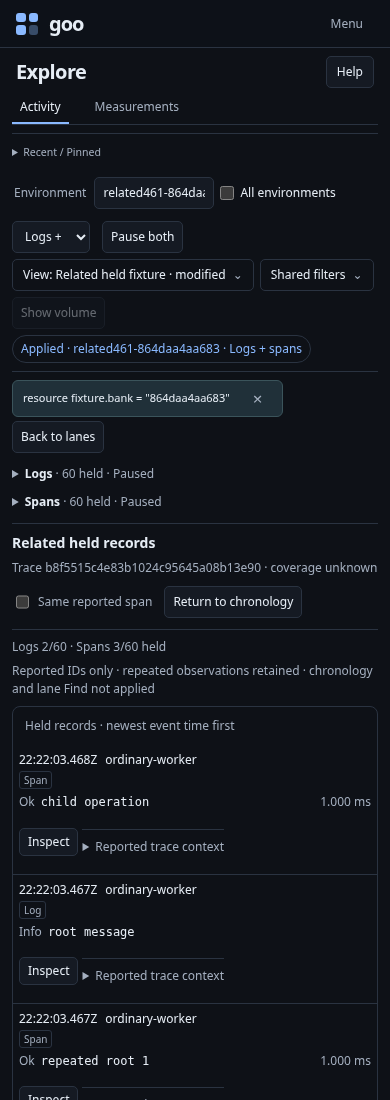 goo
Menu
Explore
Help
Activity
Measurements
Recent / Pinned
Environment
related461-864daa
All environments
Logs +
Pause both
View: Related held fixture · modified
Shared filters
Show volume
Applied · related461-864daa4aa683 · Logs + spans
resource fixture.bank = "864daa4aa683" ×
Back to lanes
Logs · 60 held · Paused
Spans · 60 held · Paused
Related held records
Trace b8f5515c4e83b1024c95645a08b13e90 · coverage unknown
Same reported span
Return to chronology
Logs 2/60 · Spans 3/60 held
Reported IDs only · repeated observations retained · chronology
and lane Find not applied
Held records · newest event time first
22:22:03.468Z ordinary-worker
Span
Ok child operation 1.000 ms
Inspect
Reported trace context
22:22:03.467Z ordinary-worker
Log
Info root message
Inspect
Reported trace context
22:22:03.467Z ordinary-worker
Span
Ok repeated root 1 1.000 ms
Inspect